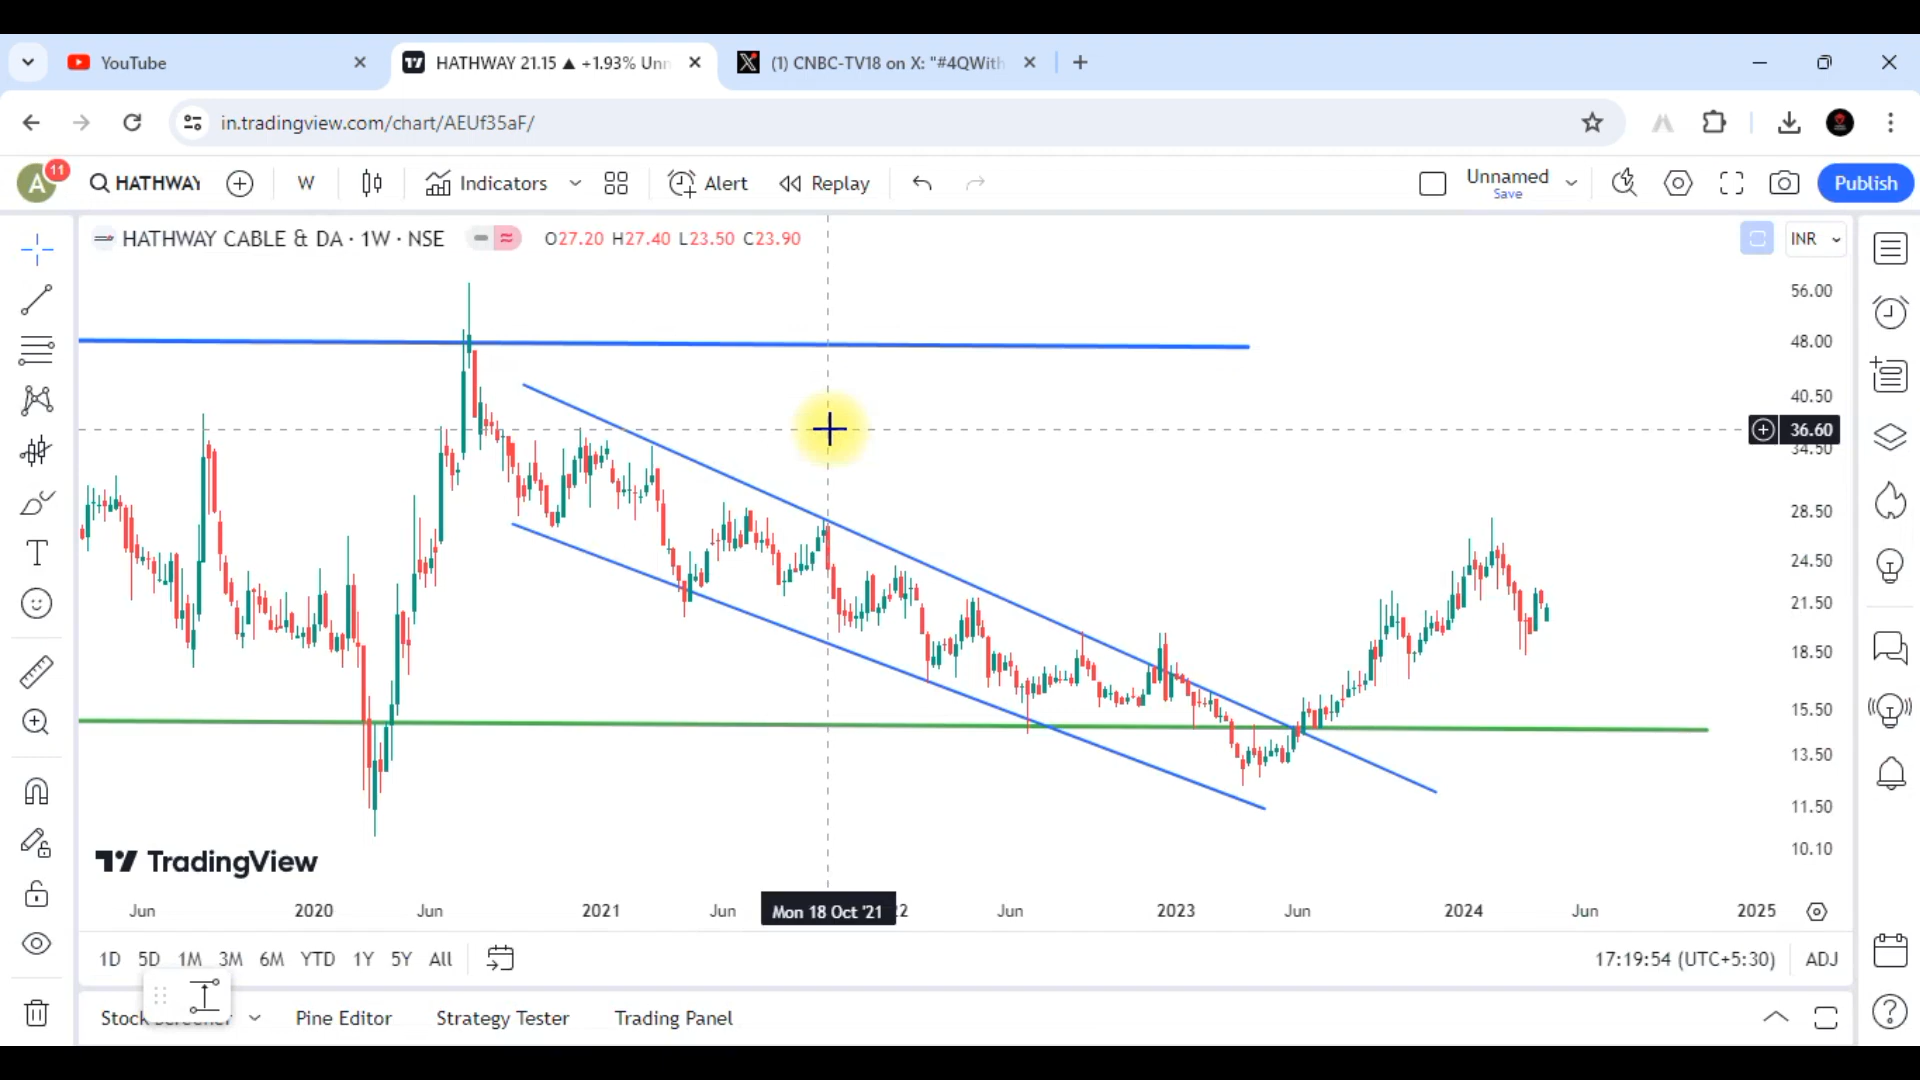 YouTube
HATHWAY 21.15 ▲ +1.93% Unn
(1) CNBC-TV18 on X: "#4QWith
in.tradingview.com/chart/AEUf35aF/
A 11
HATHWAY
W
Indicators
Alert
Replay
Unnamed
Save
Publish
HATHWAY CABLE & DA · 1W · NSE
O27.20 H27.40 L23.50 C23.90
INR
56.00
48.00
40.50
36.60
34.50
28.50
24.50
21.50
18.50
15.50
13.50
11.50
10.10
TradingView
Jun 2020 Jun 2021 Jun Mon 18 Oct '21 Jun 2023 Jun 2024 Jun 2025
1D 5D 1M 3M 6M YTD 1Y 5Y All
17:19:54 (UTC+5:30) ADJ
Stock Pine Editor Strategy Tester Trading Panel